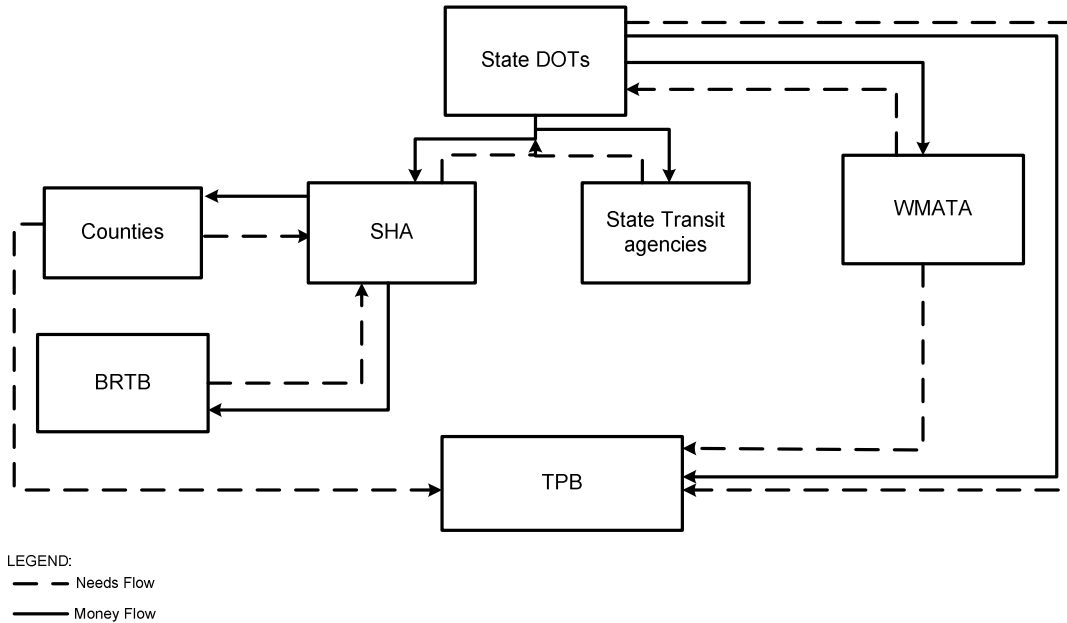 State DOTs
WMATA
Counties
SHA
State Transit
agencies
BRTB
TPB
LEGEND:
Needs Flow
Money Flow